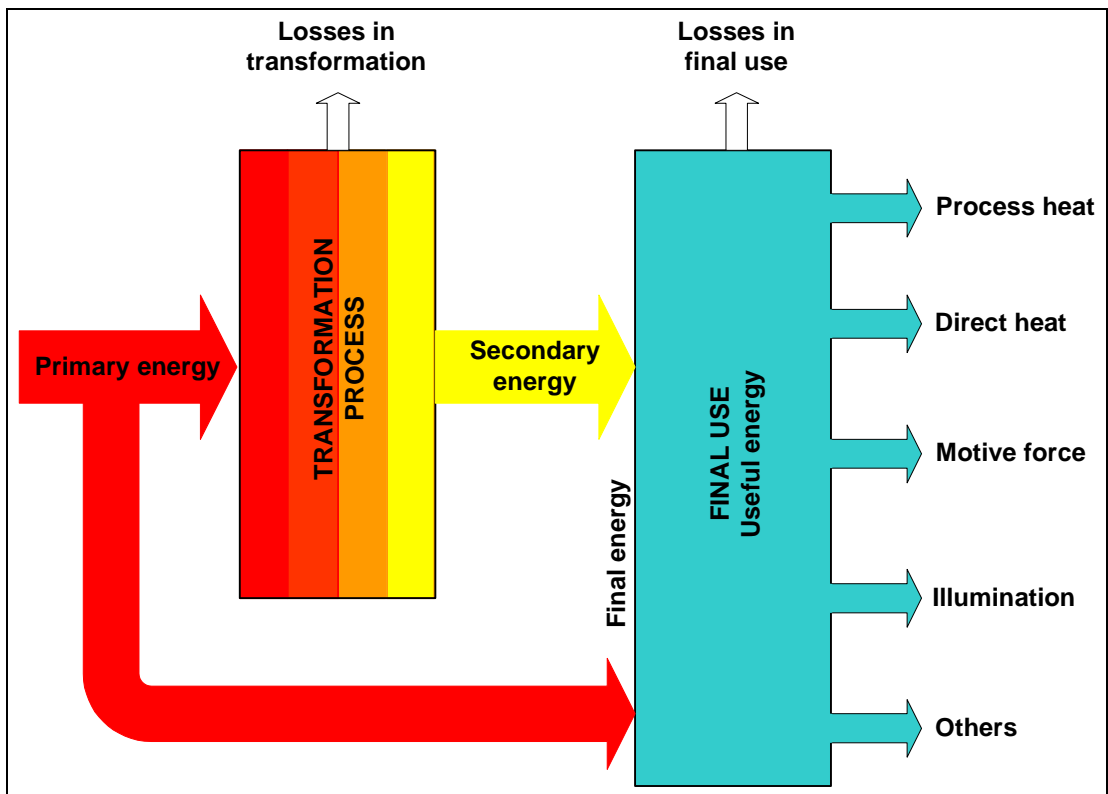 Losses in
transformation
Losses in
final use
Primary energy
TRANSFORMATION
PROCESS
Secondary
energy
Final energy
FINAL USE
Useful energy
Process heat
Direct heat
Motive force
Illumination
Others